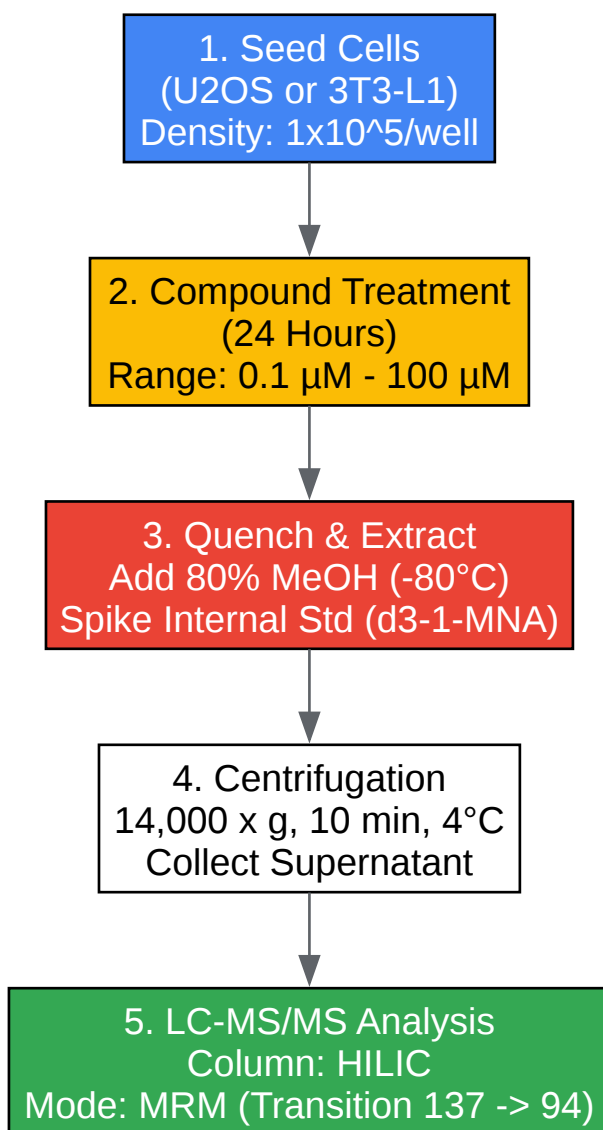 1. Seed Cells
(U2OS or 3T3-L1)
Density: 1x10^5/well
2. Compound Treatment
(24 Hours)
Range: 0.1 µM - 100 µM
3. Quench & Extract
Add 80% MeOH (-80°C)
Spike Internal Std (d3-1-MNA)
4. Centrifugation
14,000 x g, 10 min, 4°C
Collect Supernatant
5. LC-MS/MS Analysis
Column: HILIC
Mode: MRM (Transition 137 -> 94)